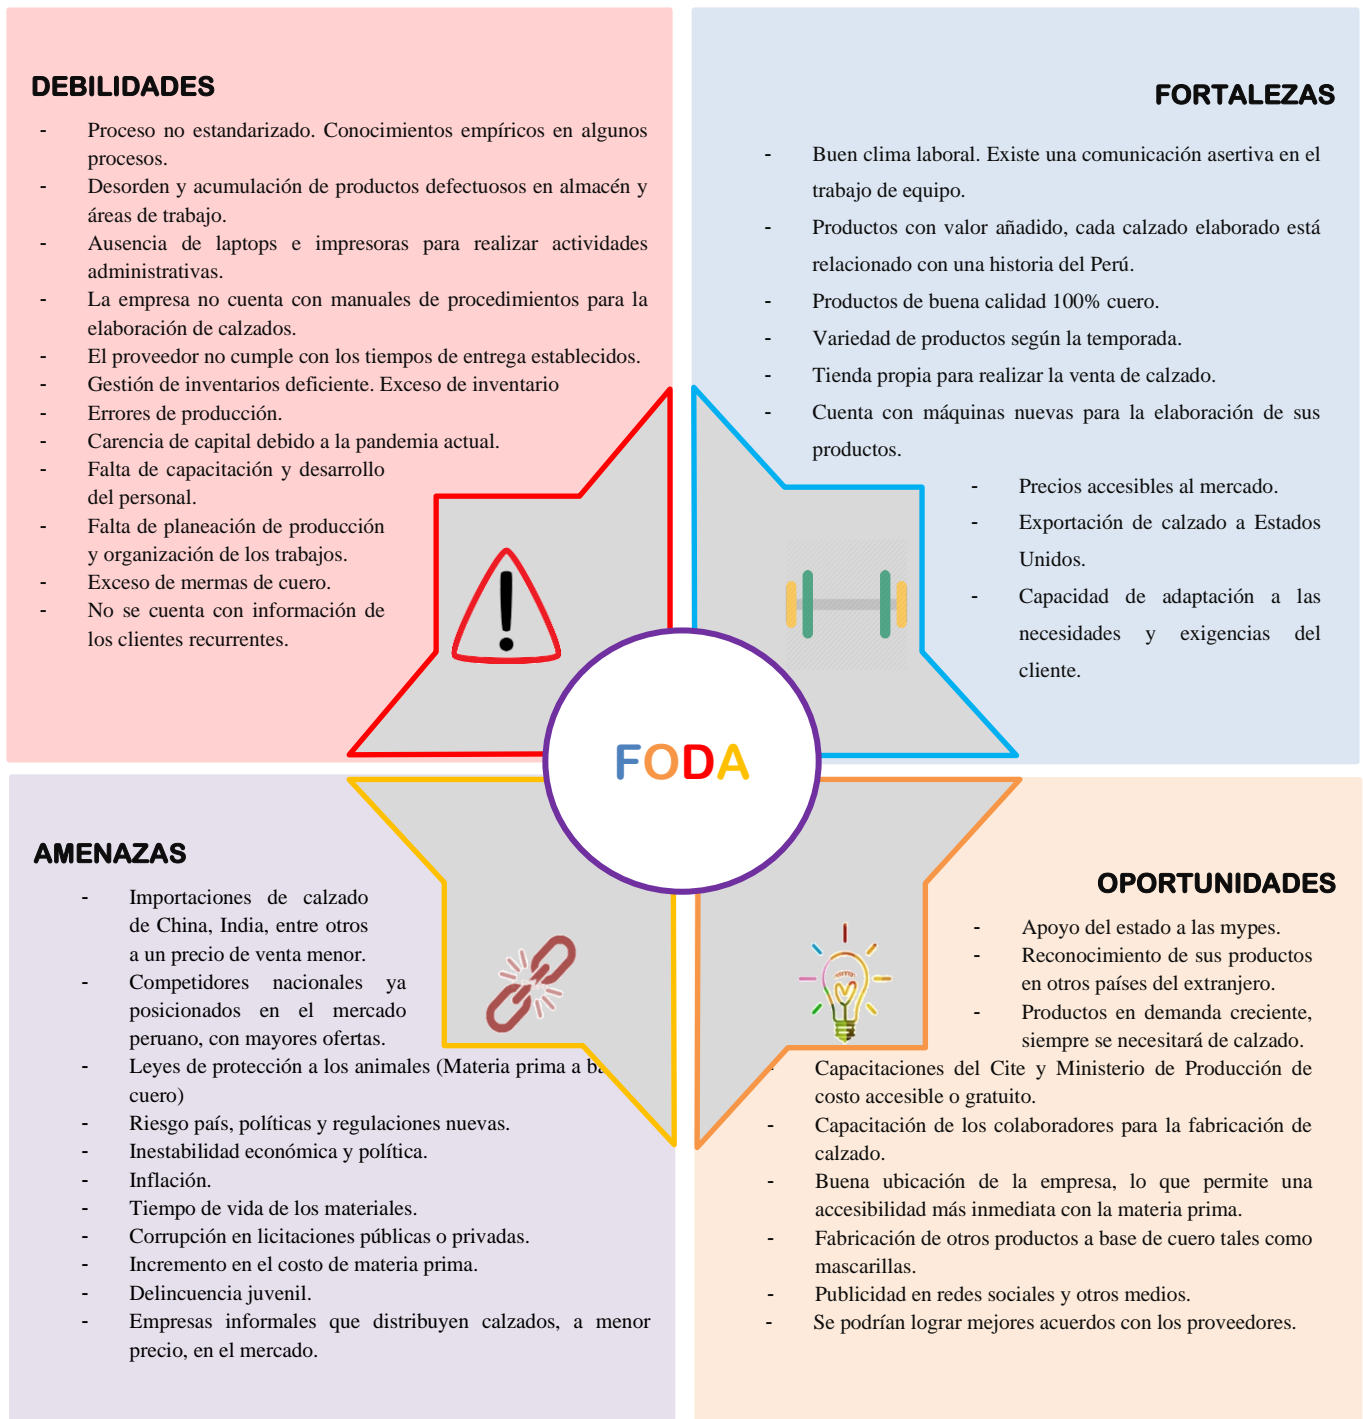 DEBILIDADES
- Proceso no estandarizado. Conocimientos empíricos en algunos
procesos.
- Desorden y acumulación de productos defectuosos en almacén y
áreas de trabajo.
- Ausencia de laptops e impresoras para realizar actividades
administrativas.
- La empresa no cuenta con manuales de procedimientos para la
elaboración de calzados.
- El proveedor no cumple con los tiempos de entrega establecidos.
- Gestión de inventarios deficiente. Exceso de inventario
- Errores de producción.
- Carencia de capital debido a la pandemia actual.
- Falta de capacitación y desarrollo
del personal.
- Falta de planeación de producción
y organización de los trabajos.
- Exceso de mermas de cuero.
- No se cuenta con información de
los clientes recurrentes.
FORTALEZAS
- Buen clima laboral. Existe una comunicación asertiva en el
trabajo de equipo.
- Productos con valor añadido, cada calzado elaborado está
relacionado con una historia del Perú.
- Productos de buena calidad 100% cuero.
- Variedad de productos según la temporada.
- Tienda propia para realizar la venta de calzado.
- Cuenta con máquinas nuevas para la elaboración de sus
productos.
- Precios accesibles al mercado.
- Exportación de calzado a Estados
Unidos.
- Capacidad de adaptación a las
necesidades y exigencias del
cliente.
FODA
AMENAZAS
- Importaciones de calzado
de China, India, entre otros
a un precio de venta menor.
- Competidores nacionales ya
posicionados en el mercado
peruano, con mayores ofertas.
- Leyes de protección a los animales (Materia prima a
cuero)
- Riesgo país, políticas y regulaciones nuevas.
- Inestabilidad económica y política.
- Inflación.
- Tiempo de vida de los materiales.
- Corrupción en licitaciones públicas o privadas.
- Incremento en el costo de materia prima.
- Delincuencia juvenil.
- Empresas informales que distribuyen calzados, a menor
precio, en el mercado.
OPORTUNIDADES
- Apoyo del estado a las mypes.
- Reconocimiento de sus productos
en otros países del extranjero.
- Productos en demanda creciente,
siempre se necesitará de calzado.
- Capacitaciones del Cite y Ministerio de Producción de
costo accesible o gratuito.
- Capacitación de los colaboradores para la fabricación de
calzado.
- Buena ubicación de la empresa, lo que permite una
accesibilidad más inmediata con la materia prima.
- Fabricación de otros productos a base de cuero tales como
mascarillas.
- Publicidad en redes sociales y otros medios.
- Se podrían lograr mejores acuerdos con los proveedores.